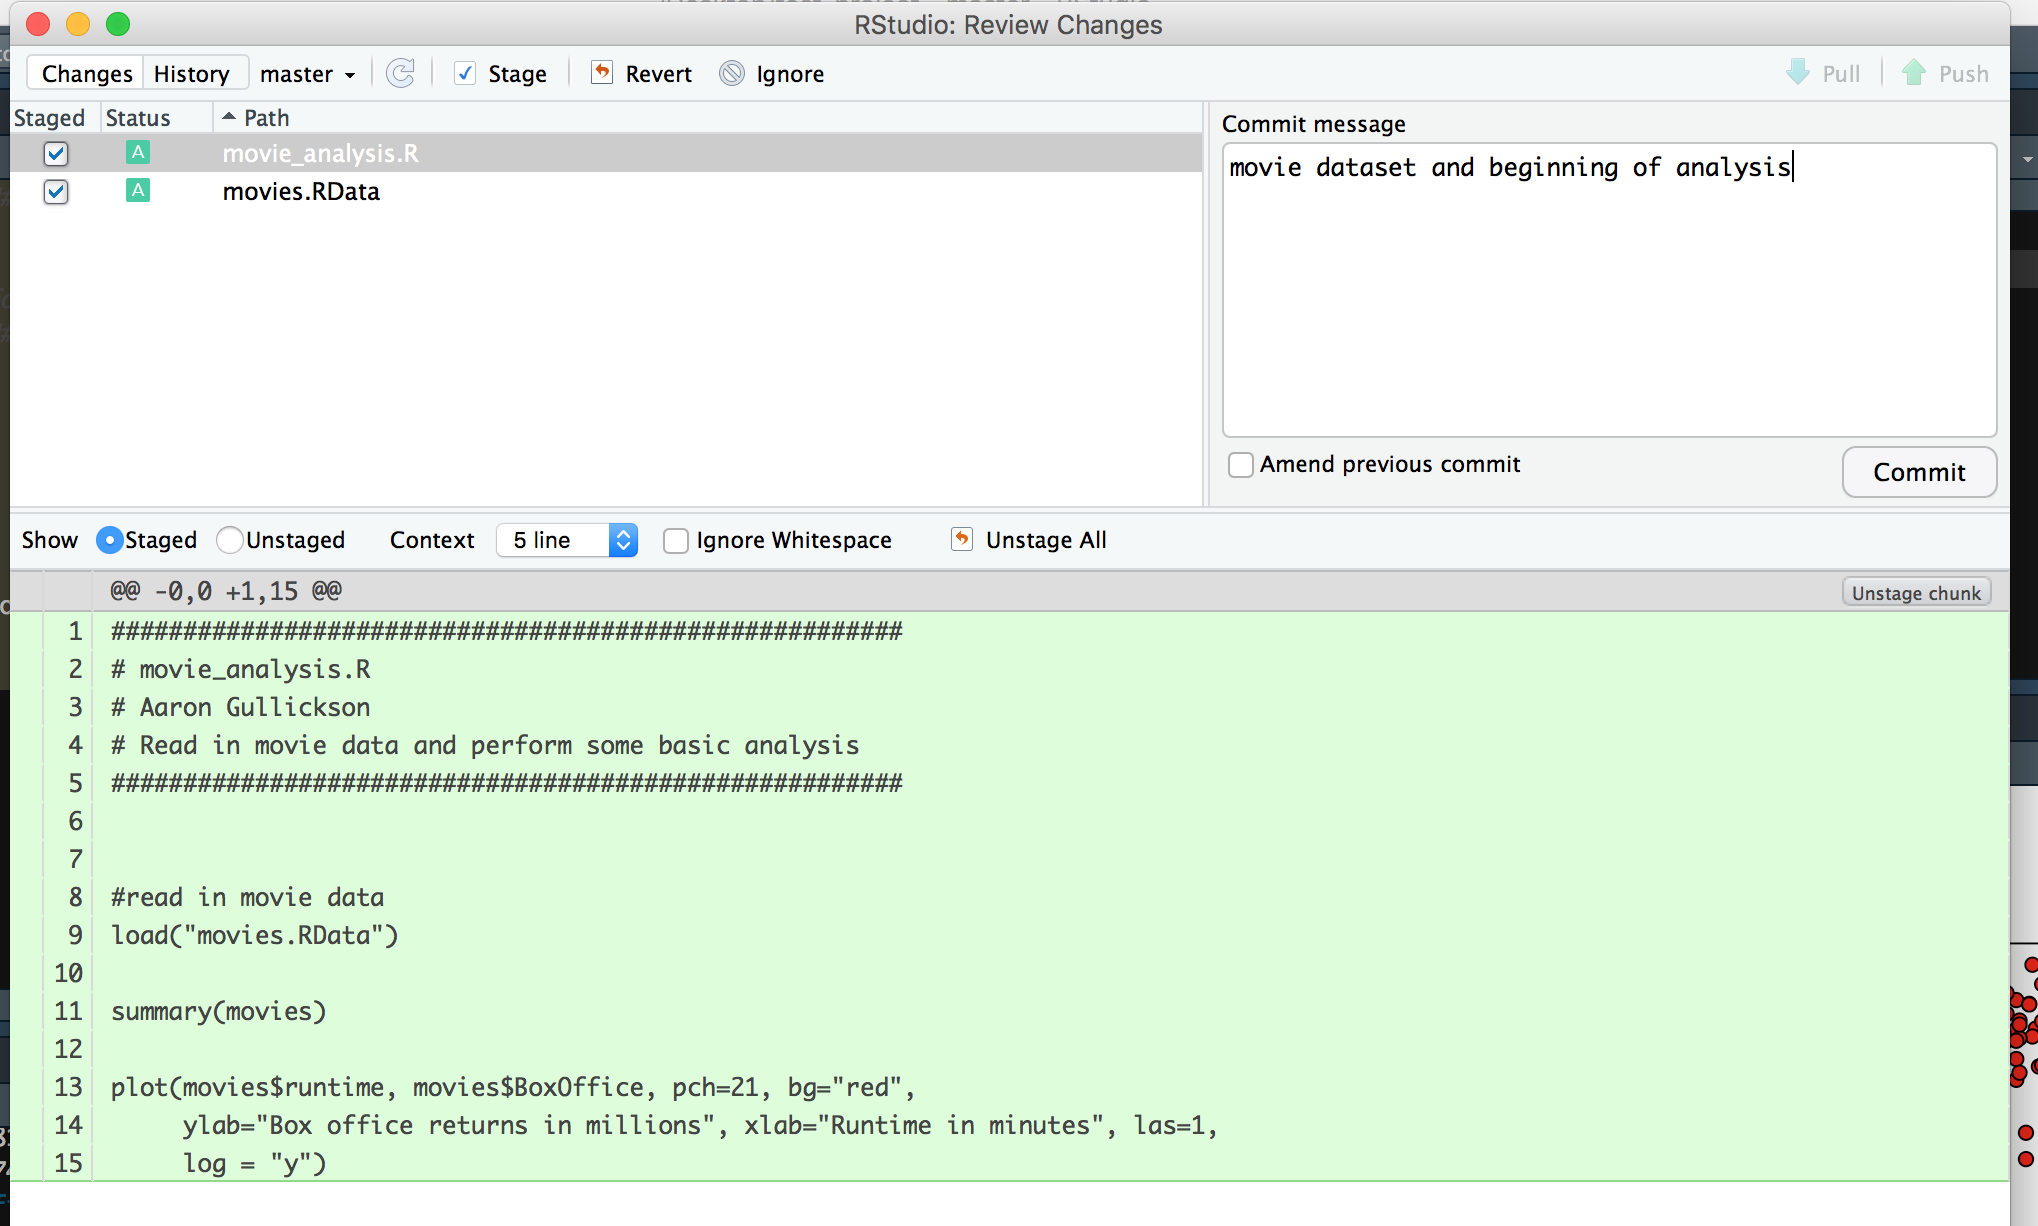 RStudio: Review Changes
Changes History master Stage Revert Ignore Pull Push
Staged Status Path
A movie_analysis.R
A movies.RData
Commit message
movie dataset and beginning of analysis
Amend previous commit
Commit
Show Staged Unstaged Context 5 line Ignore Whitespace Unstage All
@@ -0,0 +1,15 @@ Unstage chunk
1 #######################################################
2 # movie_analysis.R
3 # Aaron Gullickson
4 # Read in movie data and perform some basic analysis
5 #######################################################
6
7
8 #read in movie data
9 load("movies.RData")
10
11 summary(movies)
12
13 plot(movies$runtime, movies$BoxOffice, pch=21, bg="red",
14 ylab="Box office returns in millions", xlab="Runtime in minutes", las=1,
15 log = "y")